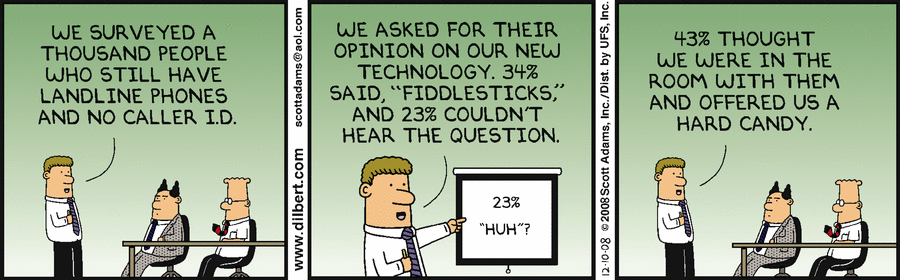 WE SURVEYED A
THOUSAND PEOPLE
WHO STILL HAVE
LANDLINE PHONES
AND NO CALLER I.D.
www.dilbert.com scottadams@aol.com
WE ASKED FOR THEIR
OPINION ON OUR NEW
TECHNOLOGY. 34%
SAID, "FIDDLESTICKS,"
AND 23% COULDN'T
HEAR THE QUESTION.
23%
"HUH"?
12-10-08 © 2008 Scott Adams, Inc./Dist. by UFS, Inc.
43% THOUGHT
WE WERE IN THE
ROOM WITH THEM
AND OFFERED US A
HARD CANDY.